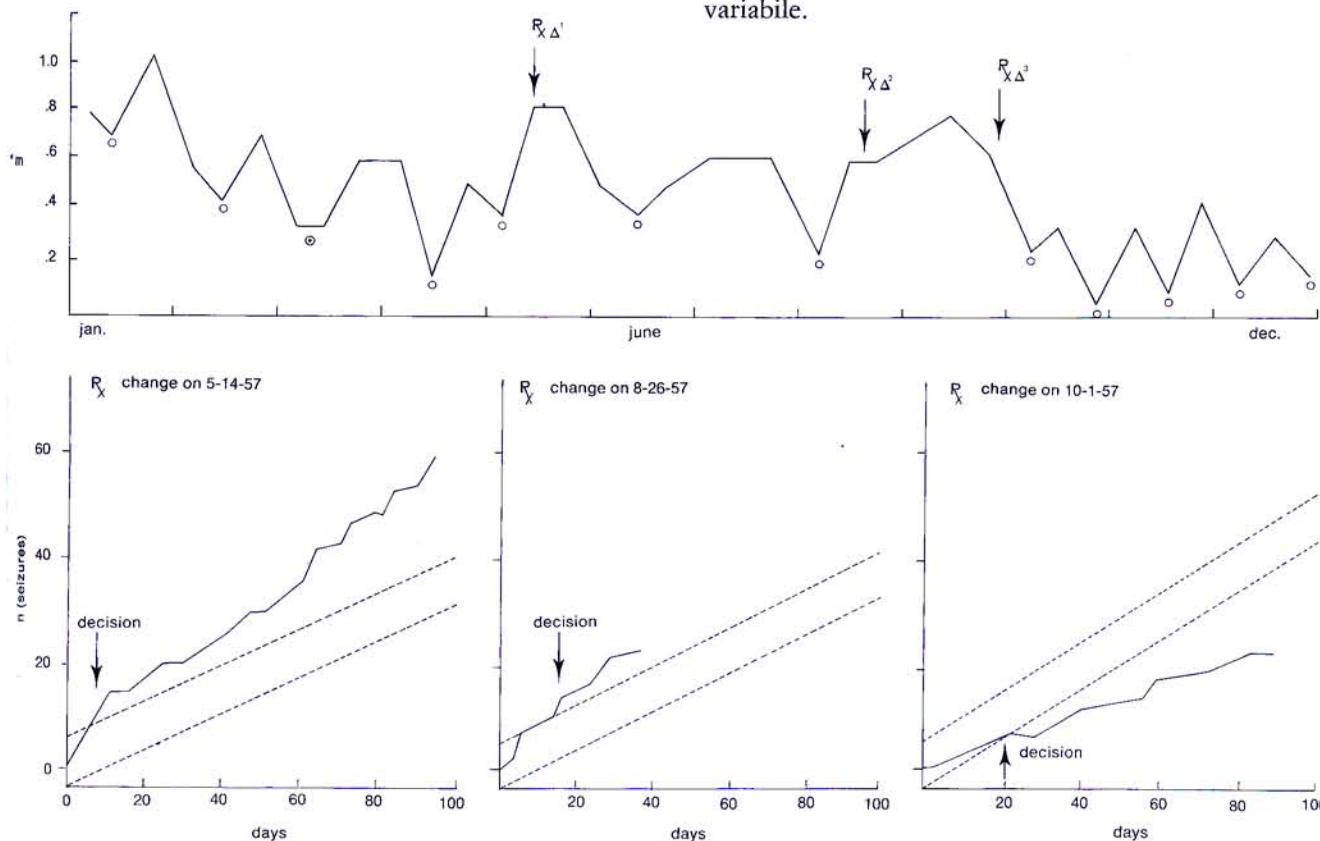 variabile.
℞ Δ¹
℞ Δ²
℞ Δ³
1.0
.8
.6
.4
.2
jan.
june
dec.
℞ change on 5-14-57
℞ change on 8-26-57
℞ change on 10-1-57
n (seizures)
60
40
20
0
decision
decision
decision
0 20 40 60 80 100
20 40 60 80 100
20 40 60 80
days
days
days